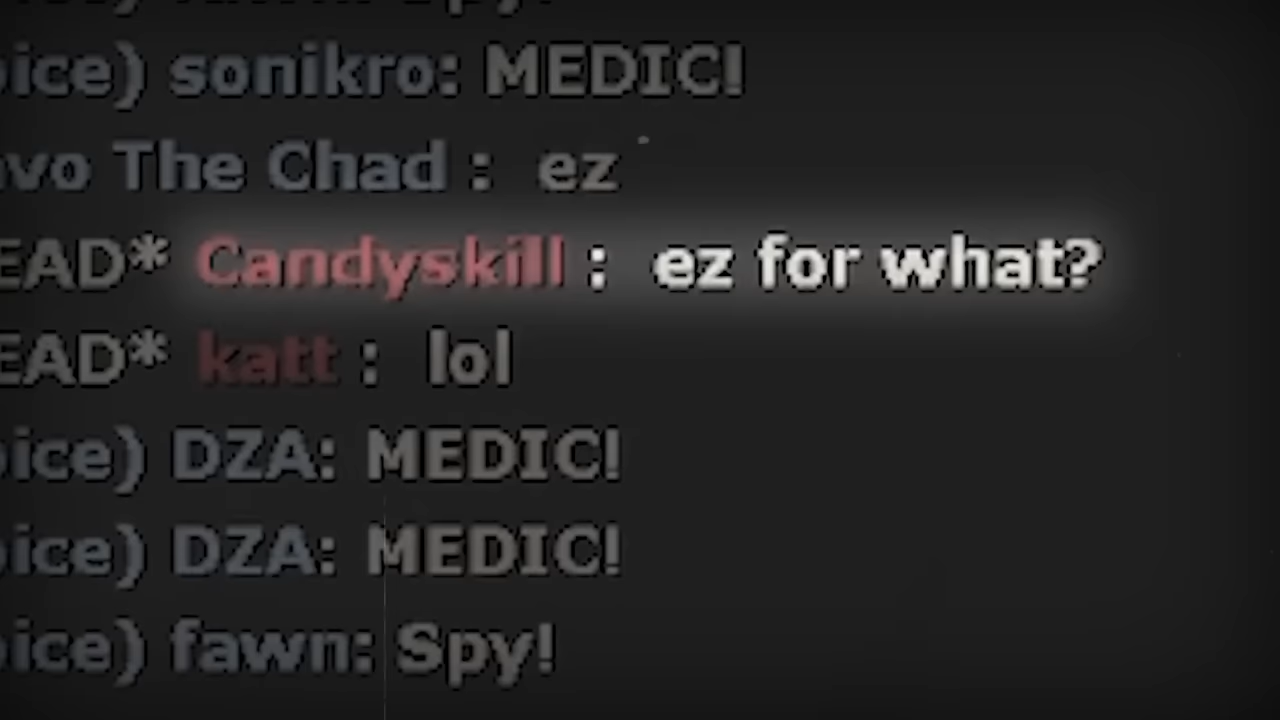 oice) sonikro: MEDIC!
avo The Chad : ez
EAD* Candyskill : ez for what?
EAD* katt : lol
oice) DZA: MEDIC!
oice) DZA: MEDIC!
oice) fawn: Spy!